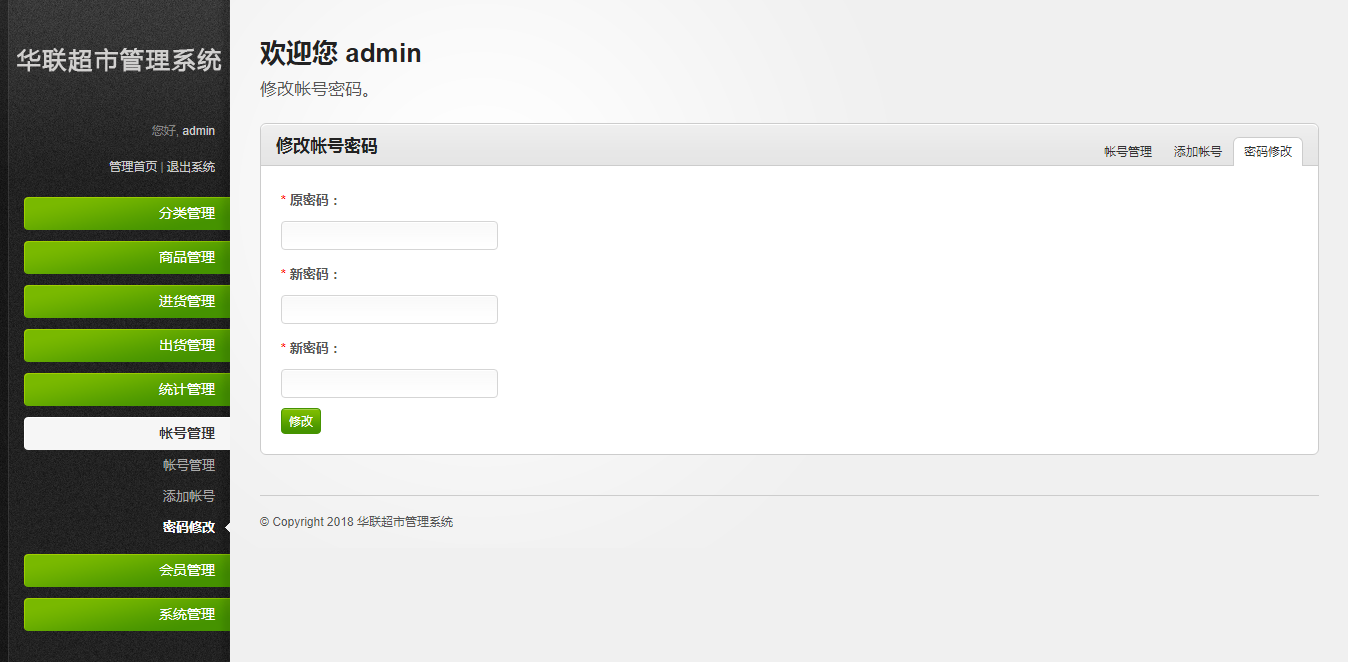 华联超市管理系统
您好, admin
管理首页 | 退出系统
分类管理
商品管理
进货管理
出货管理
统计管理
帐号管理
帐号管理
添加帐号
密码修改
会员管理
系统管理
欢迎您 admin
修改帐号密码。
修改帐号密码
帐号管理 添加帐号 密码修改
* 原密码：
* 新密码：
* 新密码：
修改
© Copyright 2018 华联超市管理系统